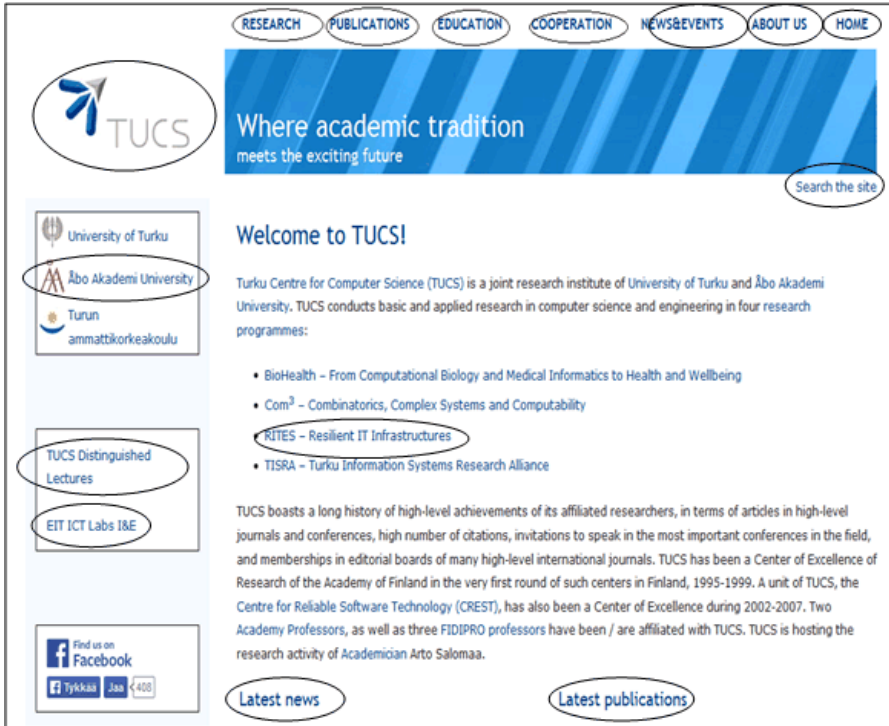 RESEARCH PUBLICATIONS EDUCATION COOPERATION NEWS&EVENTS ABOUT US HOME
TUCS
Where academic tradition
meets the exciting future
Search the site
University of Turku
Åbo Akademi University
Turun
ammattikorkeakoulu
TUCS Distinguished
Lectures
EIT ICT Labs I&E
Find us on
Facebook
Tykkää Jaa 408
Welcome to TUCS!
Turku Centre for Computer Science (TUCS) is a joint research institute of University of Turku and Åbo Akademi
University. TUCS conducts basic and applied research in computer science and engineering in four research
programmes:
• BioHealth – From Computational Biology and Medical Informatics to Health and Wellbeing
• Com³ – Combinatorics, Complex Systems and Computability
• RITES – Resilient IT Infrastructures
• TISRA – Turku Information Systems Research Alliance
TUCS boasts a long history of high-level achievements of its affiliated researchers, in terms of articles in high-level
journals and conferences, high number of citations, invitations to speak in the most important conferences in the field,
and memberships in editorial boards of many high-level international journals. TUCS has been a Center of Excellence of
Research of the Academy of Finland in the very first round of such centers in Finland, 1995-1999. A unit of TUCS, the
Centre for Reliable Software Technology (CREST), has also been a Center of Excellence during 2002-2007. Two
Academy Professors, as well as three FIDIPRO professors have been / are affiliated with TUCS. TUCS is hosting the
research activity of Academician Arto Salomaa.
Latest news Latest publications